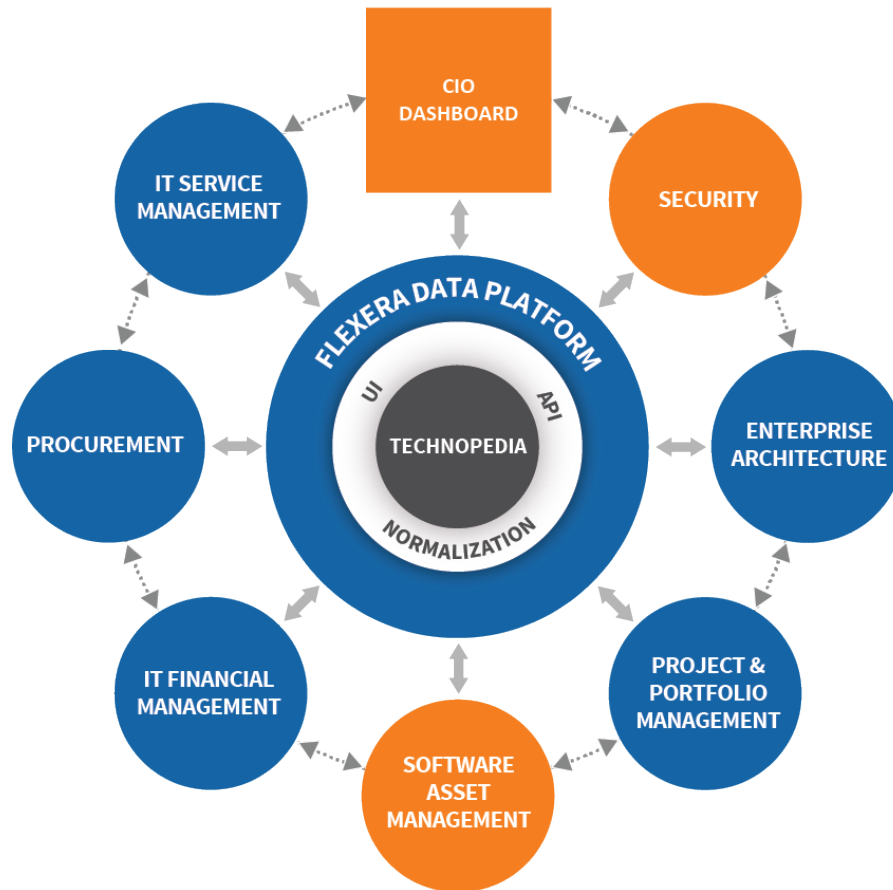 CIO
DASHBOARD
IT SERVICE
MANAGEMENT
SECURITY
FLEXERA DATA PLATFORM
UI
API
TECHNOPEDIA
NORMALIZATION
PROCUREMENT
ENTERPRISE
ARCHITECTURE
IT FINANCIAL
MANAGEMENT
PROJECT &
PORTFOLIO
MANAGEMENT
SOFTWARE
ASSET
MANAGEMENT